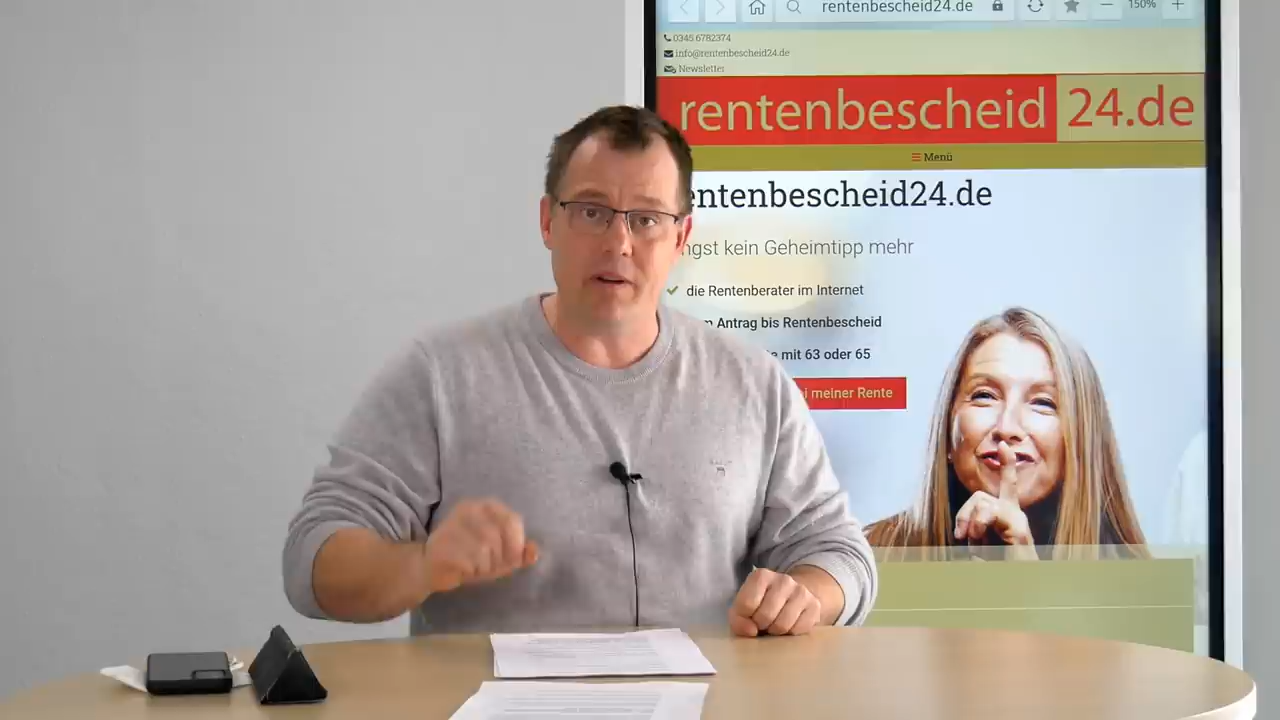 rentenbescheid24.de
150%
0345 6782374
info@rentenbescheid24.de
Newsletter
rentenbescheid 24.de
Menü
entenbescheid24.de
ngst kein Geheimtipp mehr
die Rentenberater im Internet
Antrag bis Rentenbescheid
mit 63 oder 65
meiner Rente